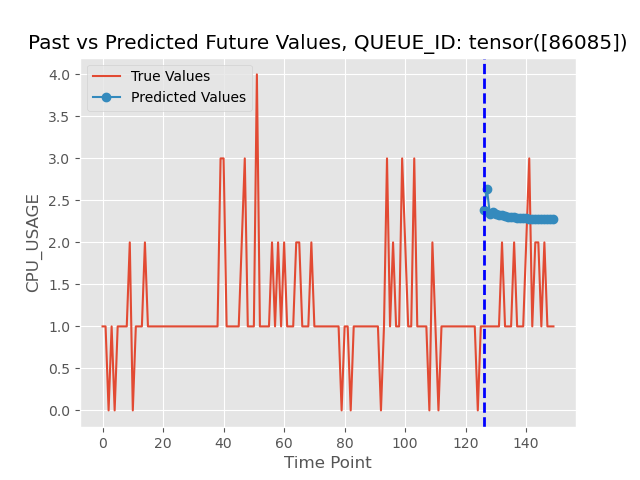 Past vs Predicted Future Values, QUEUE_ID: tensor([86085])
True Values
Predicted Values
CPU_USAGE
4.0
3.5
3.0
2.5
2.0
1.5
1.0
0.5
0.0
0 20 40 60 80 100 120 140
Time Point